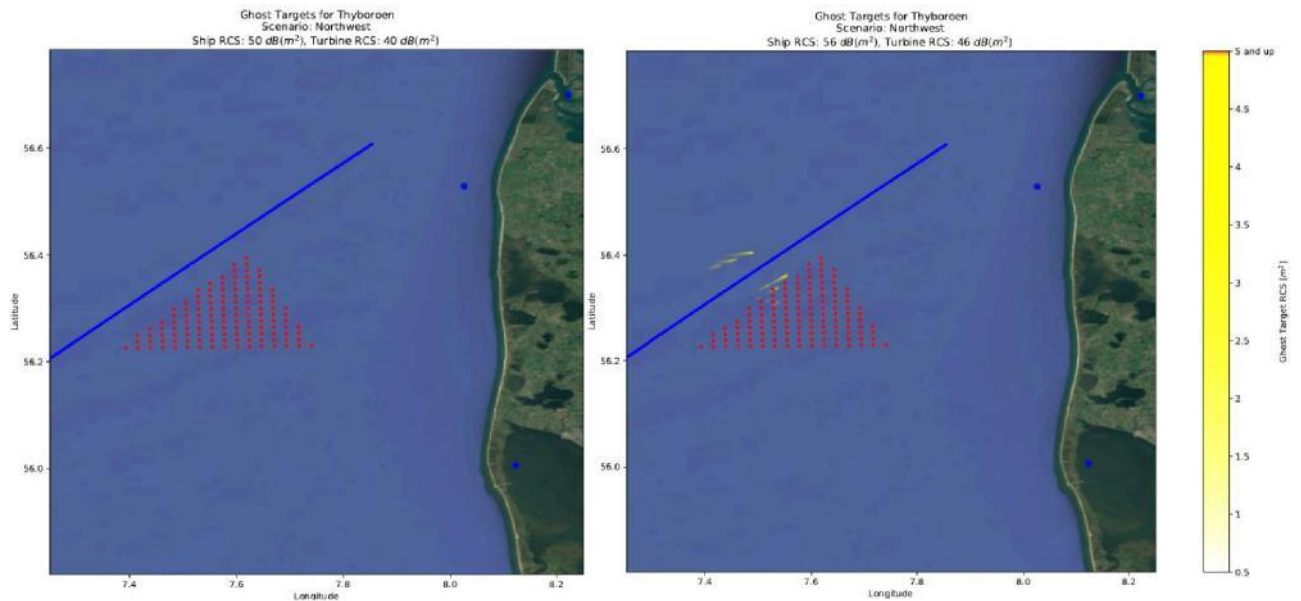 Ghost Targets for Thyboroen
Scenario: Northwest
Ship RCS: 50 dB(m²), Turbine RCS: 40 dB(m²)
56.6
56.4
56.2
56.0
Latitude
7.4
7.6
7.8
8.0
8.2
Longitude
Ghost Targets for Thyboroen
Scenario: Northwest
Ship RCS: 56 dB(m²), Turbine RCS: 46 dB(m²)
56.6
56.4
56.2
56.0
Latitude
7.4
7.6
7.8
8.0
8.2
Longitude
5 and up
4.5
4
3.5
3
2.5
2
1.5
1
0.5
Ghost Target RCS [m²]